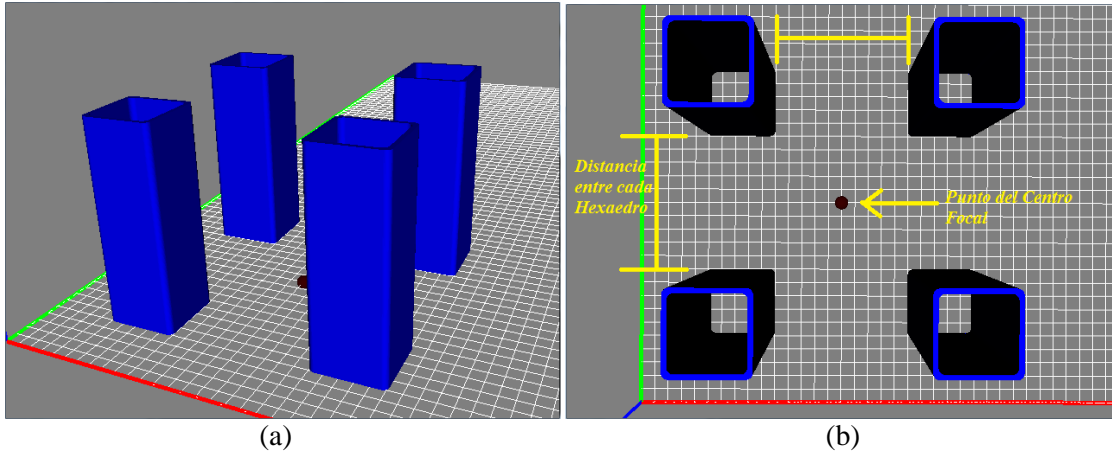 Distancia
entre cada
Hexaedro
Punto del Centro
Focal
(a)
(b)